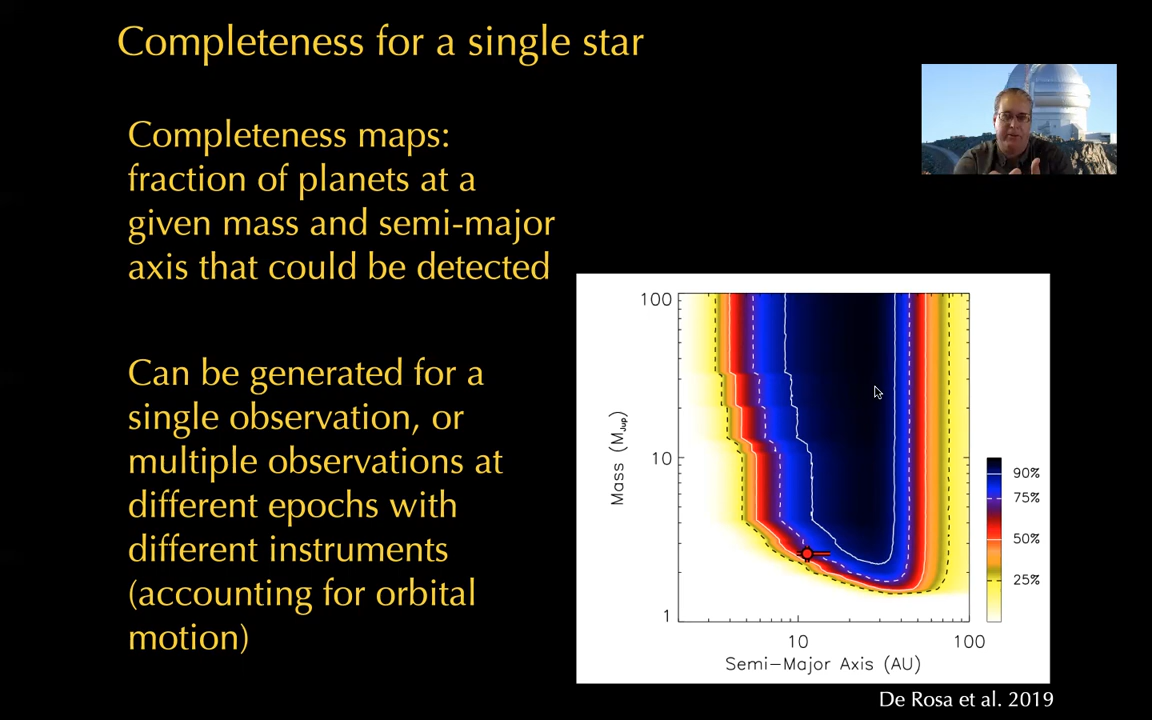 Completeness for a single star
Completeness maps:
fraction of planets at a
given mass and semi-major
axis that could be detected
Can be generated for a
single observation, or
multiple observations at
different epochs with
different instruments
(accounting for orbital
motion)
100
10
1
Mass (MJup)
10
100
Semi-Major Axis (AU)
90%
75%
50%
25%
De Rosa et al. 2019